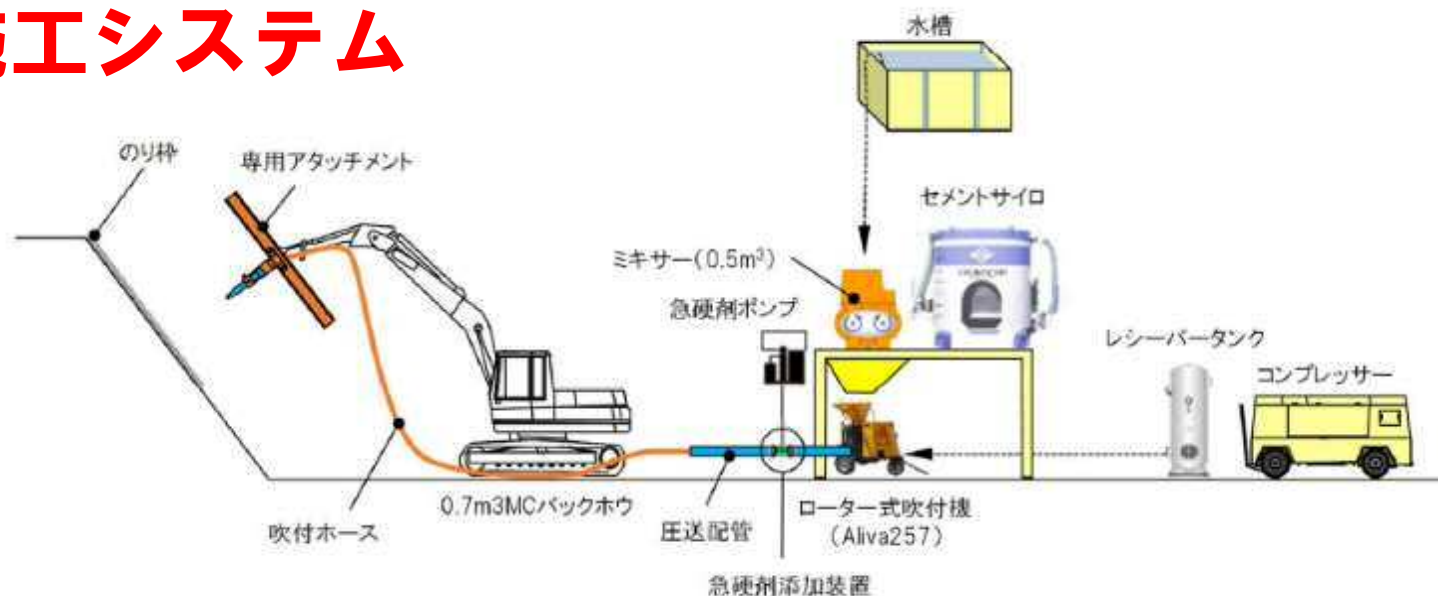 施工システム
水槽
のり枠
専用アタッチメント
セメントサイロ
ミキサー(0.5m³)
急硬剤ポンプ
レシーバータンク
コンプレッサー
0.7m3MCバックホウ
ローター式吹付機
(Aliva257)
吹付ホース
圧送配管
急硬剤添加装置